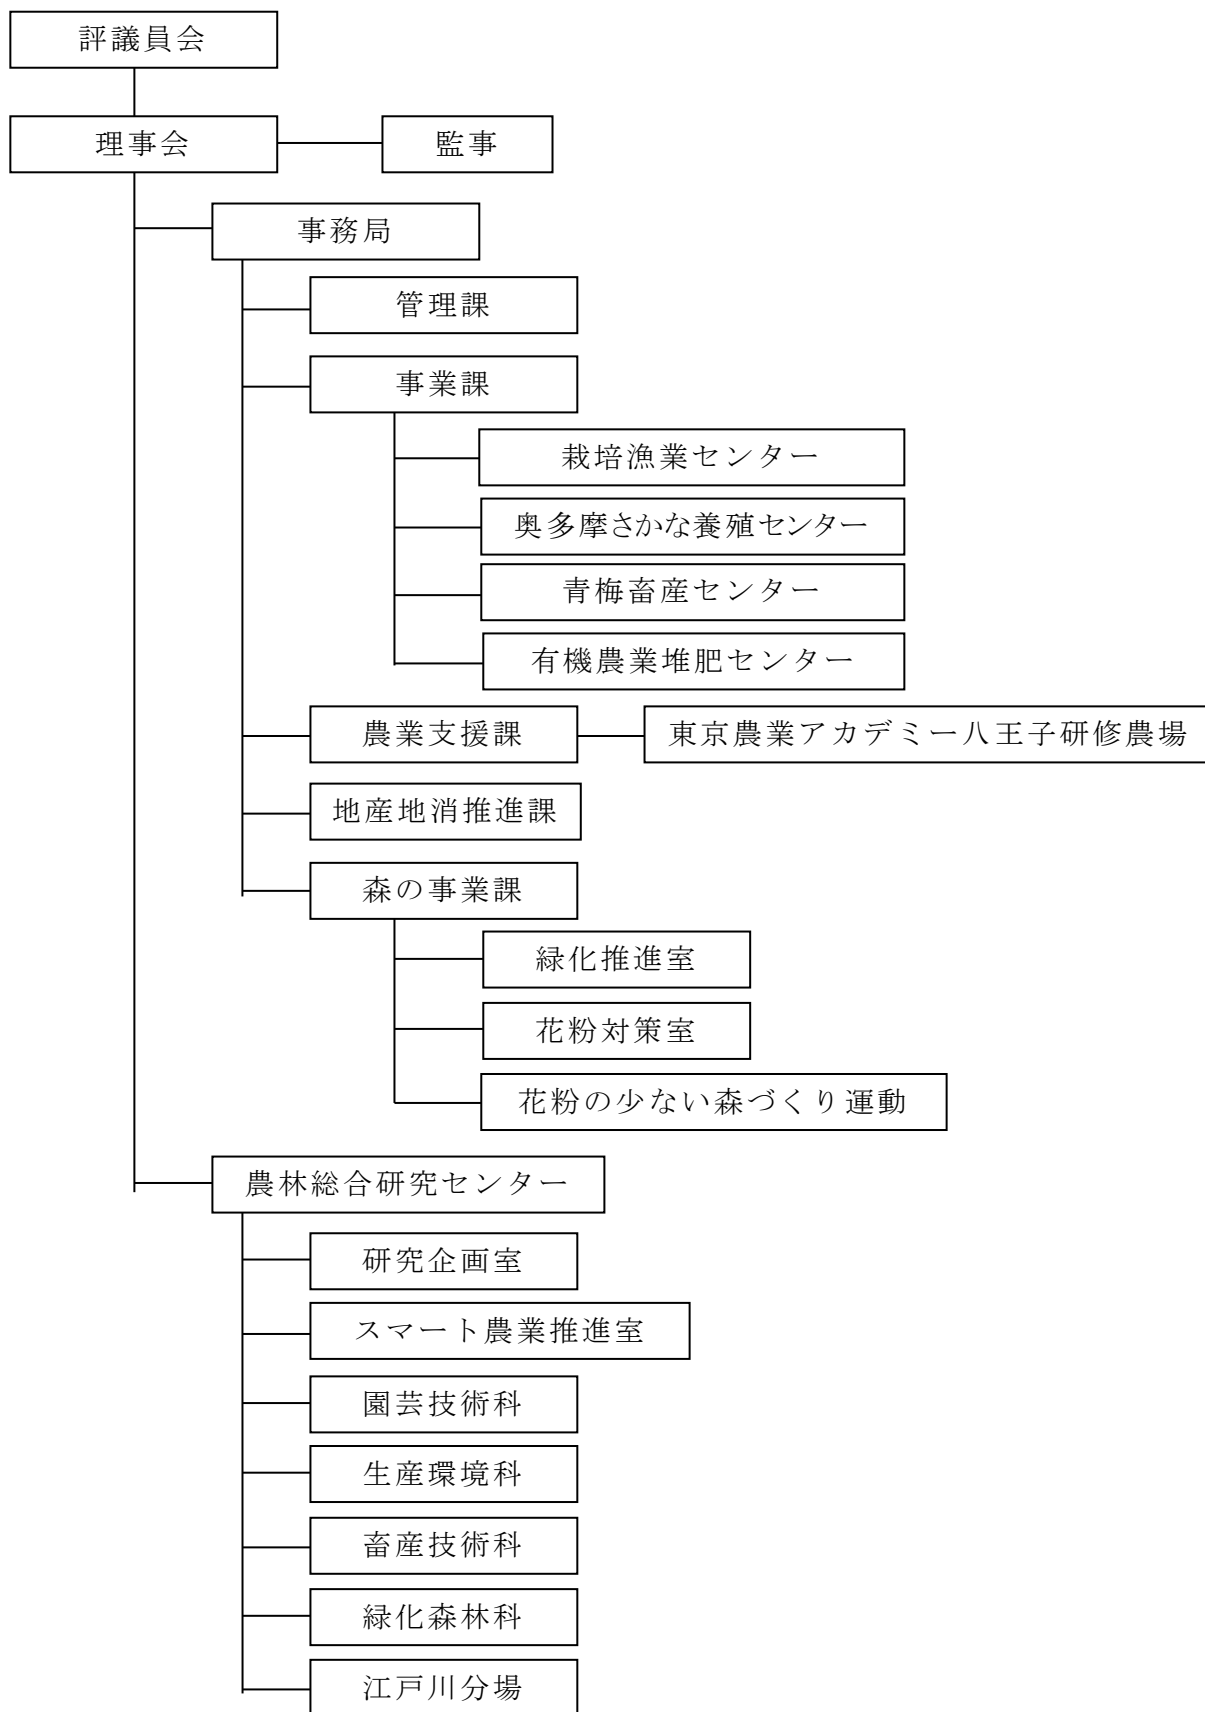 評議員会
理事会
監事
事務局
管理課
事業課
栽培漁業センター
奥多摩さかな養殖センター
青梅畜産センター
有機農業堆肥センター
農業支援課
東京農業アカデミー八王子研修農場
地産地消推進課
森の事業課
緑化推進室
花粉対策室
花粉の少ない森づくり運動
農林総合研究センター
研究企画室
スマート農業推進室
園芸技術科
生産環境科
畜産技術科
緑化森林科
江戸川分場